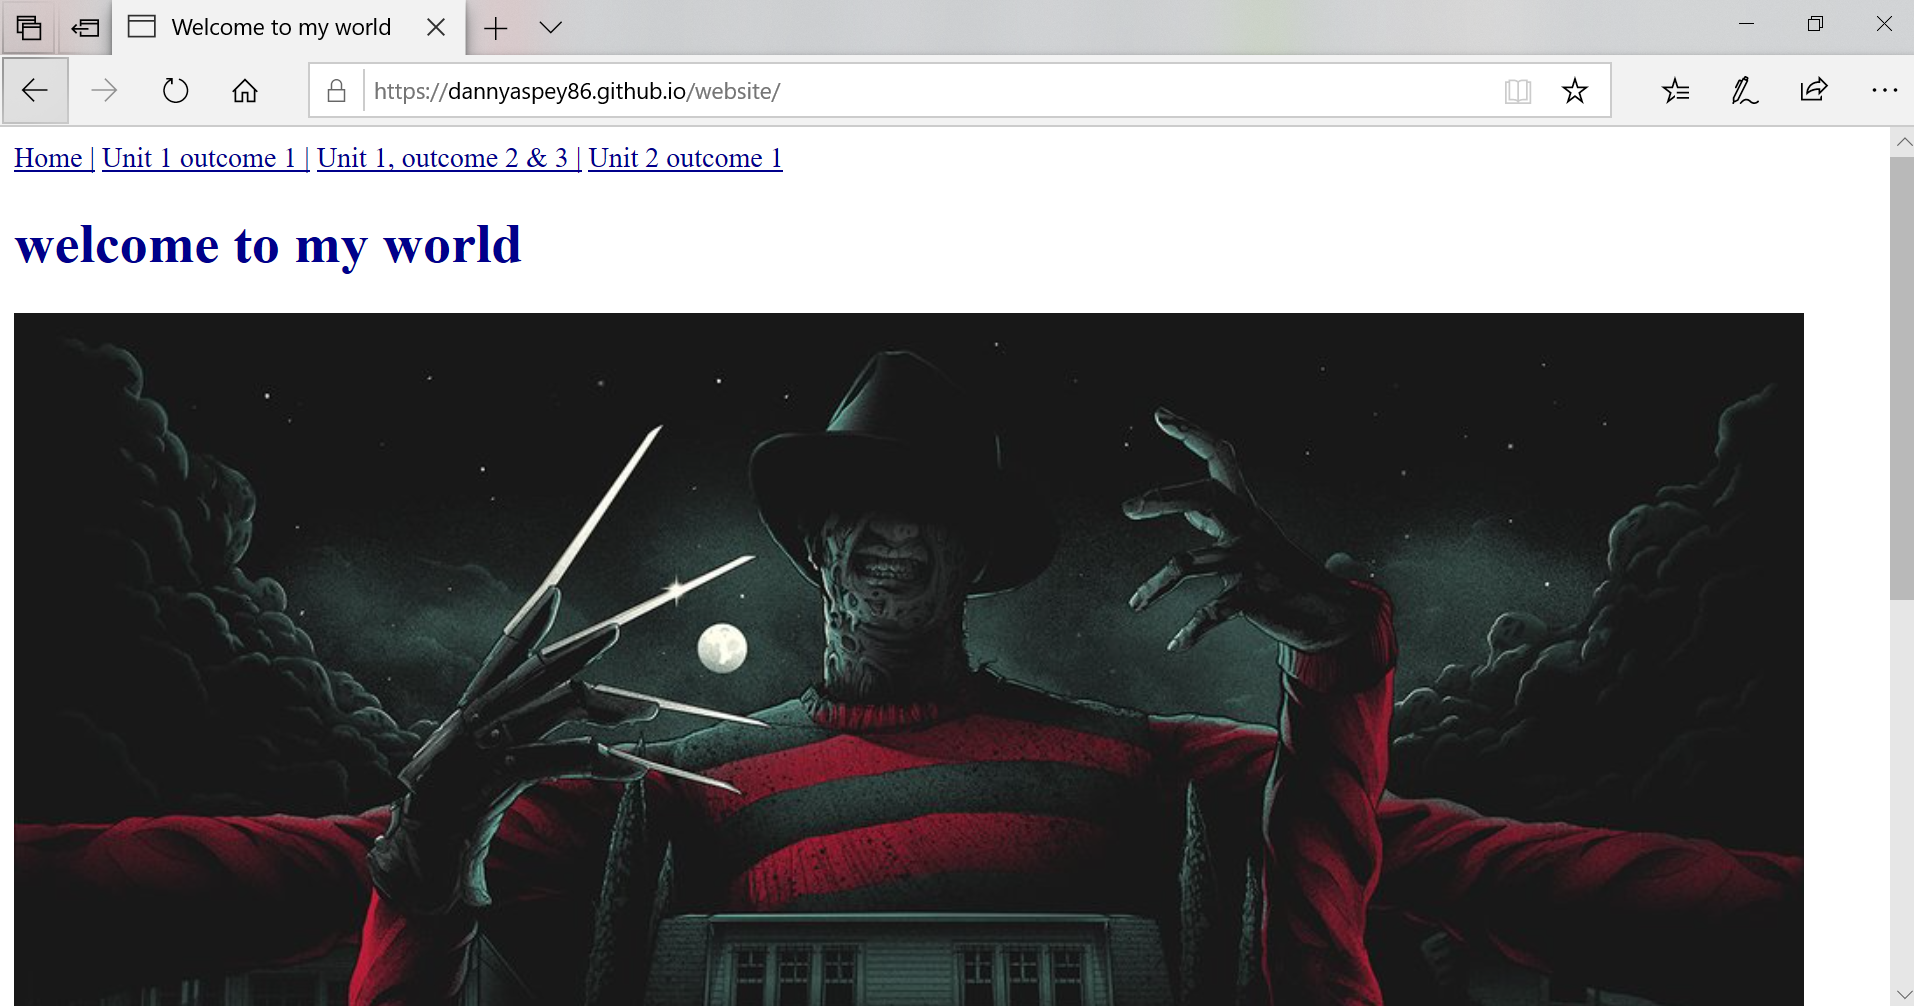 Welcome to my world
https://dannyaspey86.github.io/website/
Home | Unit 1 outcome 1 | Unit 1, outcome 2 & 3 | Unit 2 outcome 1
welcome to my world